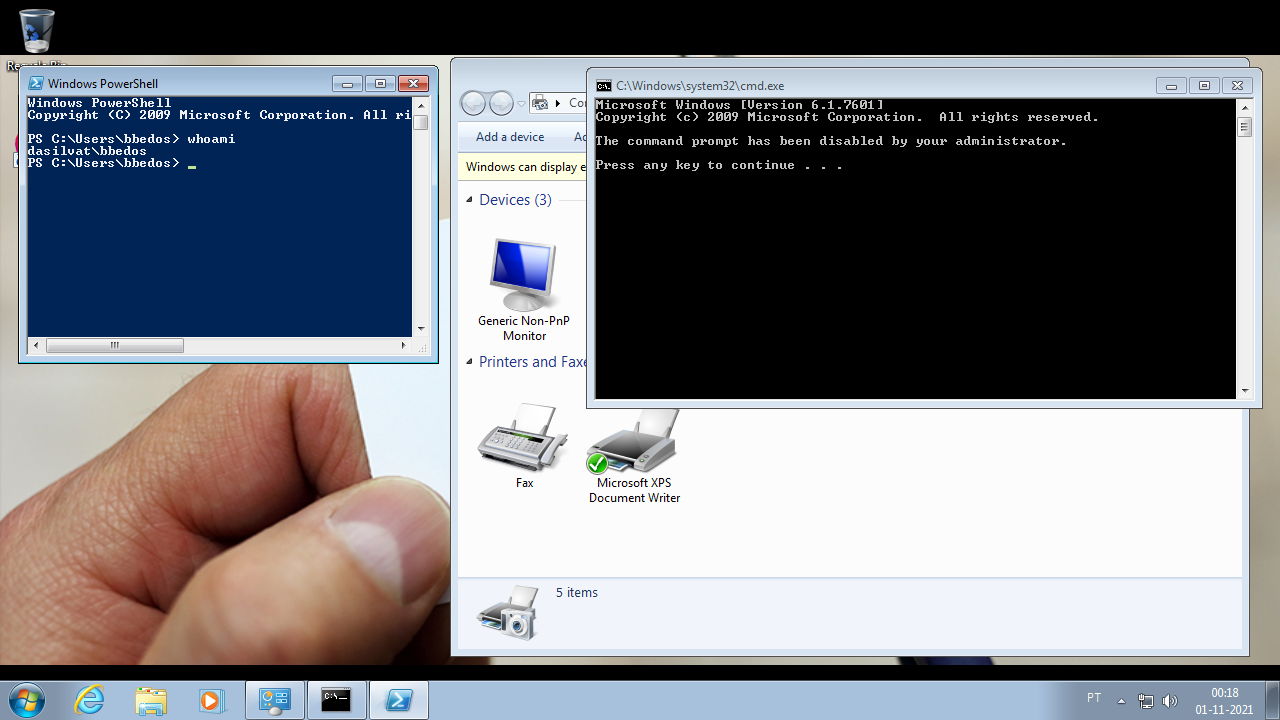 Windows PowerShell
Windows PowerShell
Copyright (C) 2009 Microsoft Corporation. All ri
PS C:\Users\bbedos> whoami
dasilvat\bbedos
PS C:\Users\bbedos> _
Add a device
Windows can display e
Devices (3)
Generic Non-PnP
Monitor
Printers and Faxe
Fax
Microsoft XPS
Document Writer
5 items
C:\Windows\system32\cmd.exe
Microsoft Windows [Version 6.1.7601]
Copyright (c) 2009 Microsoft Corporation.  All rights reserved.
The command prompt has been disabled by your administrator.
Press any key to continue . . .
PT
00:18
01-11-2021